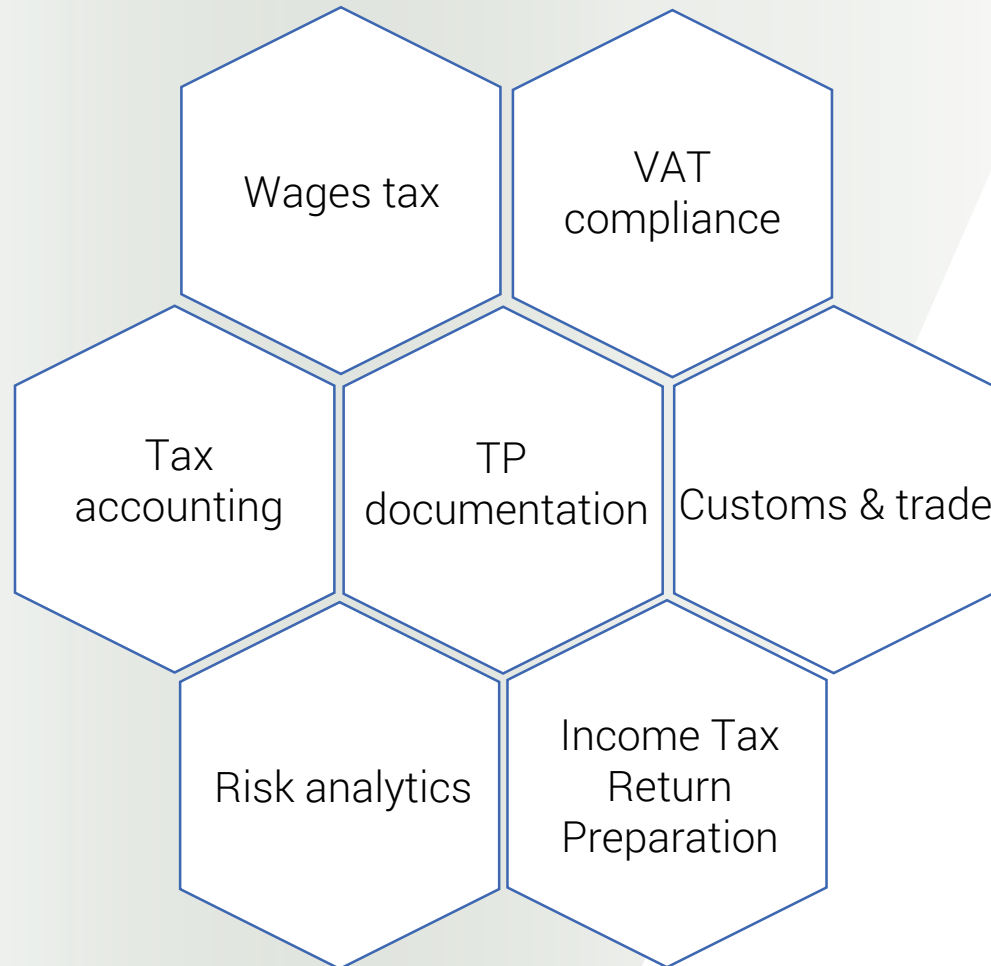 Wages tax
VAT
compliance
Tax
accounting
TP
documentation
Customs & trade
Risk analytics
Income Tax
Return
Preparation